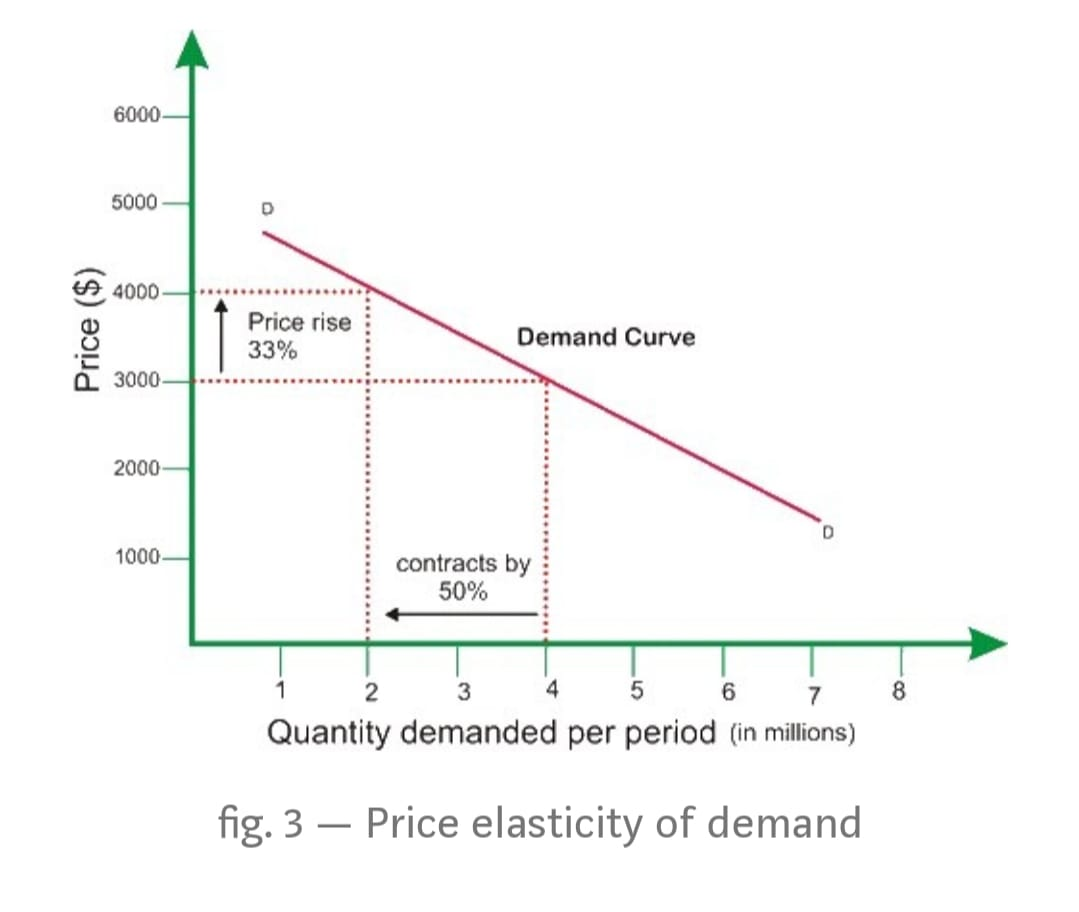 6000
5000
D
4000
Price rise
33%
Demand Curve
Price ($)
3000
2000
D
1000
contracts by
50%
1 2 3 4 5 6 7 8
Quantity demanded per period (in millions)
fig. 3 — Price elasticity of demand